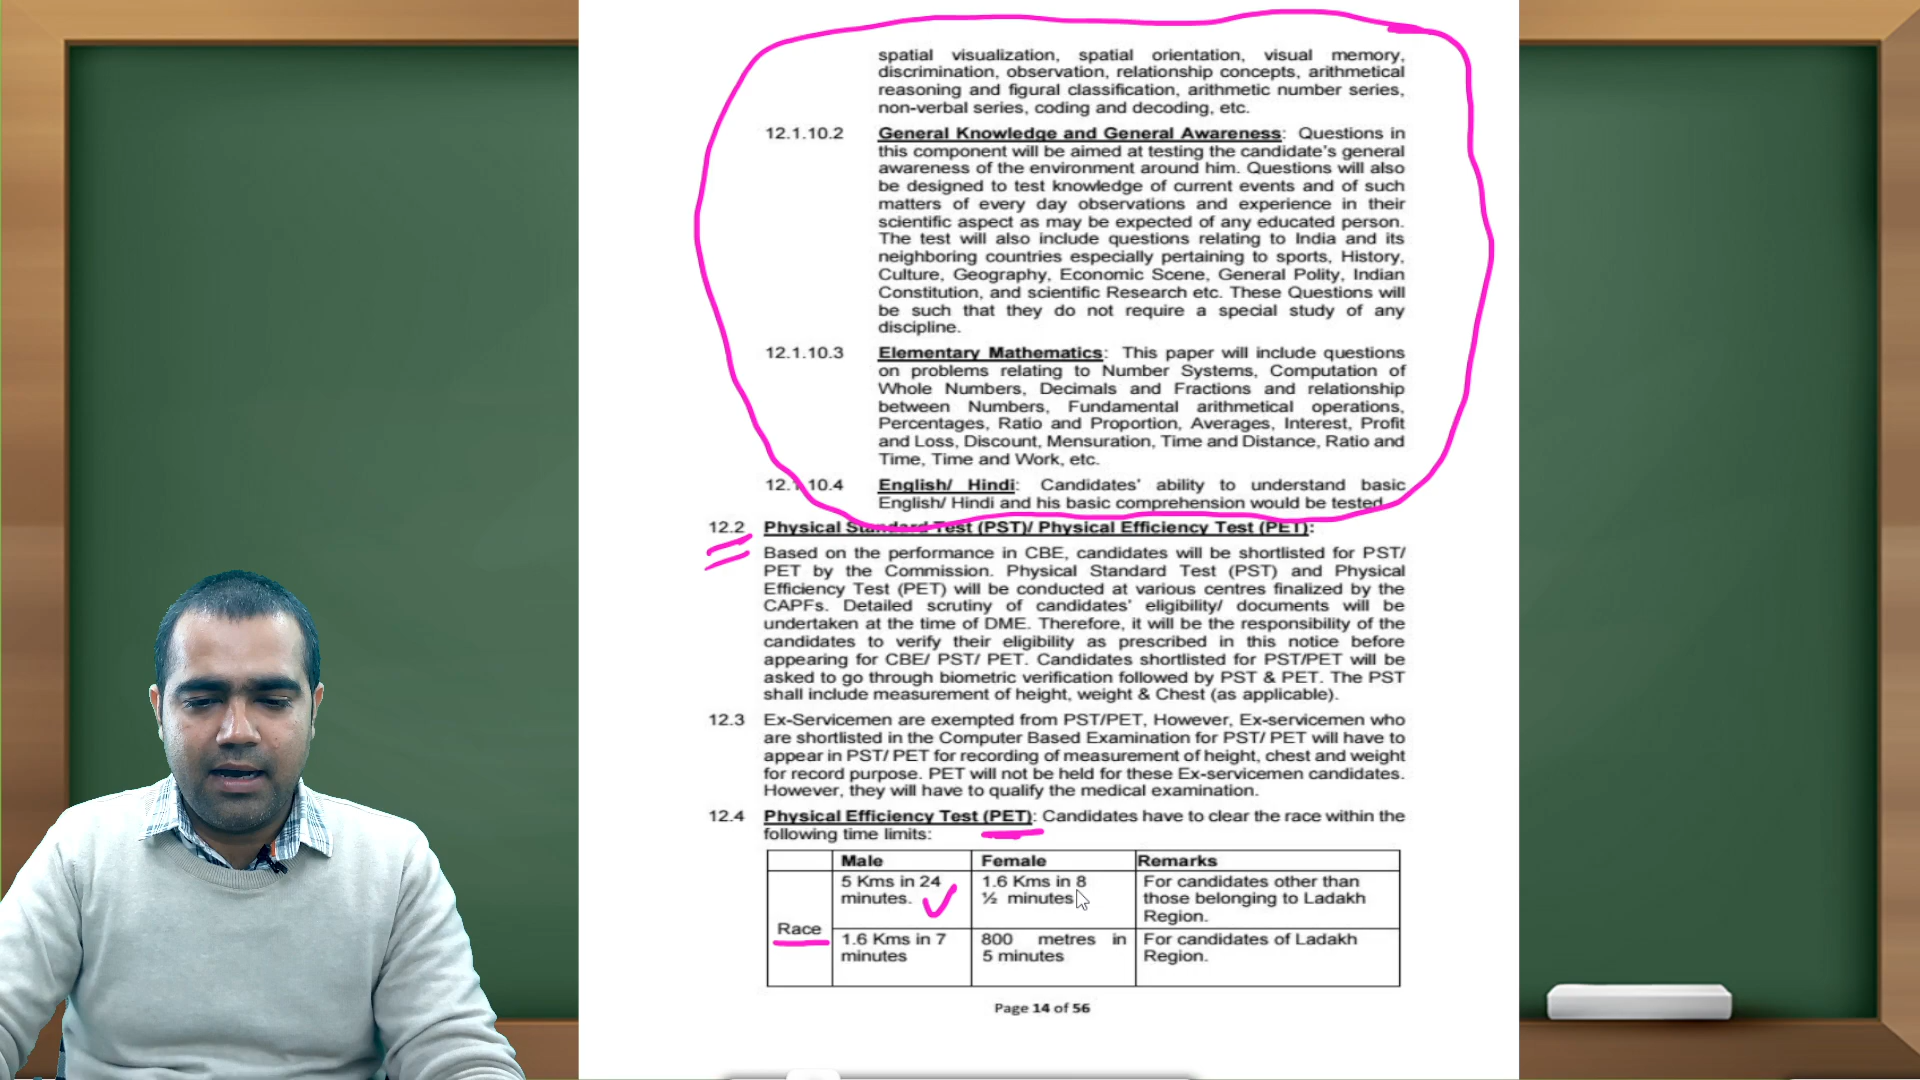 spatial visualization, spatial orientation, visual memory,
discrimination, observation, relationship concepts, arithmetical
reasoning and figural classification, arithmetic number series,
non-verbal series, coding and decoding, etc.
12.1.10.2 General Knowledge and General Awareness: Questions in
this component will be aimed at testing the candidate's general
awareness of the environment around him. Questions will also
be designed to test knowledge of current events and of such
matters of every day observations and experience in their
scientific aspect as may be expected of any educated person.
The test will also include questions relating to India and its
neighboring countries especially pertaining to sports, History,
Culture, Geography, Economic Scene, General Polity, Indian
Constitution, and scientific Research etc. These Questions will
be such that they do not require a special study of any
discipline.
12.1.10.3 Elementary Mathematics: This paper will include questions
on problems relating to Number Systems, Computation of
Whole Numbers, Decimals and Fractions and relationship
between Numbers, Fundamental arithmetical operations,
Percentages, Ratio and Proportion, Averages, Interest, Profit
and Loss, Discount, Mensuration, Time and Distance, Ratio and
Time, Time and Work, etc.
12.1.10.4 English/ Hindi: Candidates' ability to understand basic
English/ Hindi and his basic comprehension would be tested.
12.2 Physical Standard Test (PST)/ Physical Efficiency Test (PET):
Based on the performance in CBE, candidates will be shortlisted for PST/
PET by the Commission. Physical Standard Test (PST) and Physical
Efficiency Test (PET) will be conducted at various centres finalized by the
CAPFs. Detailed scrutiny of candidates' eligibility/ documents will be
undertaken at the time of DME. Therefore, it will be the responsibility of the
candidates to verify their eligibility as prescribed in this notice before
appearing for CBE/ PST/ PET. Candidates shortlisted for PST/PET will be
asked to go through biometric verification followed by PST & PET. The PST
shall include measurement of height, weight & Chest (as applicable).
12.3 Ex-Servicemen are exempted from PST/PET, However, Ex-servicemen who
are shortlisted in the Computer Based Examination for PST/ PET will have to
appear in PST/ PET for recording of measurement of height, chest and weight
for record purpose. PET will not be held for these Ex-servicemen candidates.
However, they will have to qualify the medical examination.
12.4 Physical Efficiency Test (PET): Candidates have to clear the race within the
following time limits:
Male Female Remarks
Race
5 Kms in 24
minutes.
1.6 Kms in 8
½ minutes
For candidates other than
those belonging to Ladakh
Region.
1.6 Kms in 7
minutes
800 metres in
5 minutes
For candidates of Ladakh
Region.
Page 14 of 56